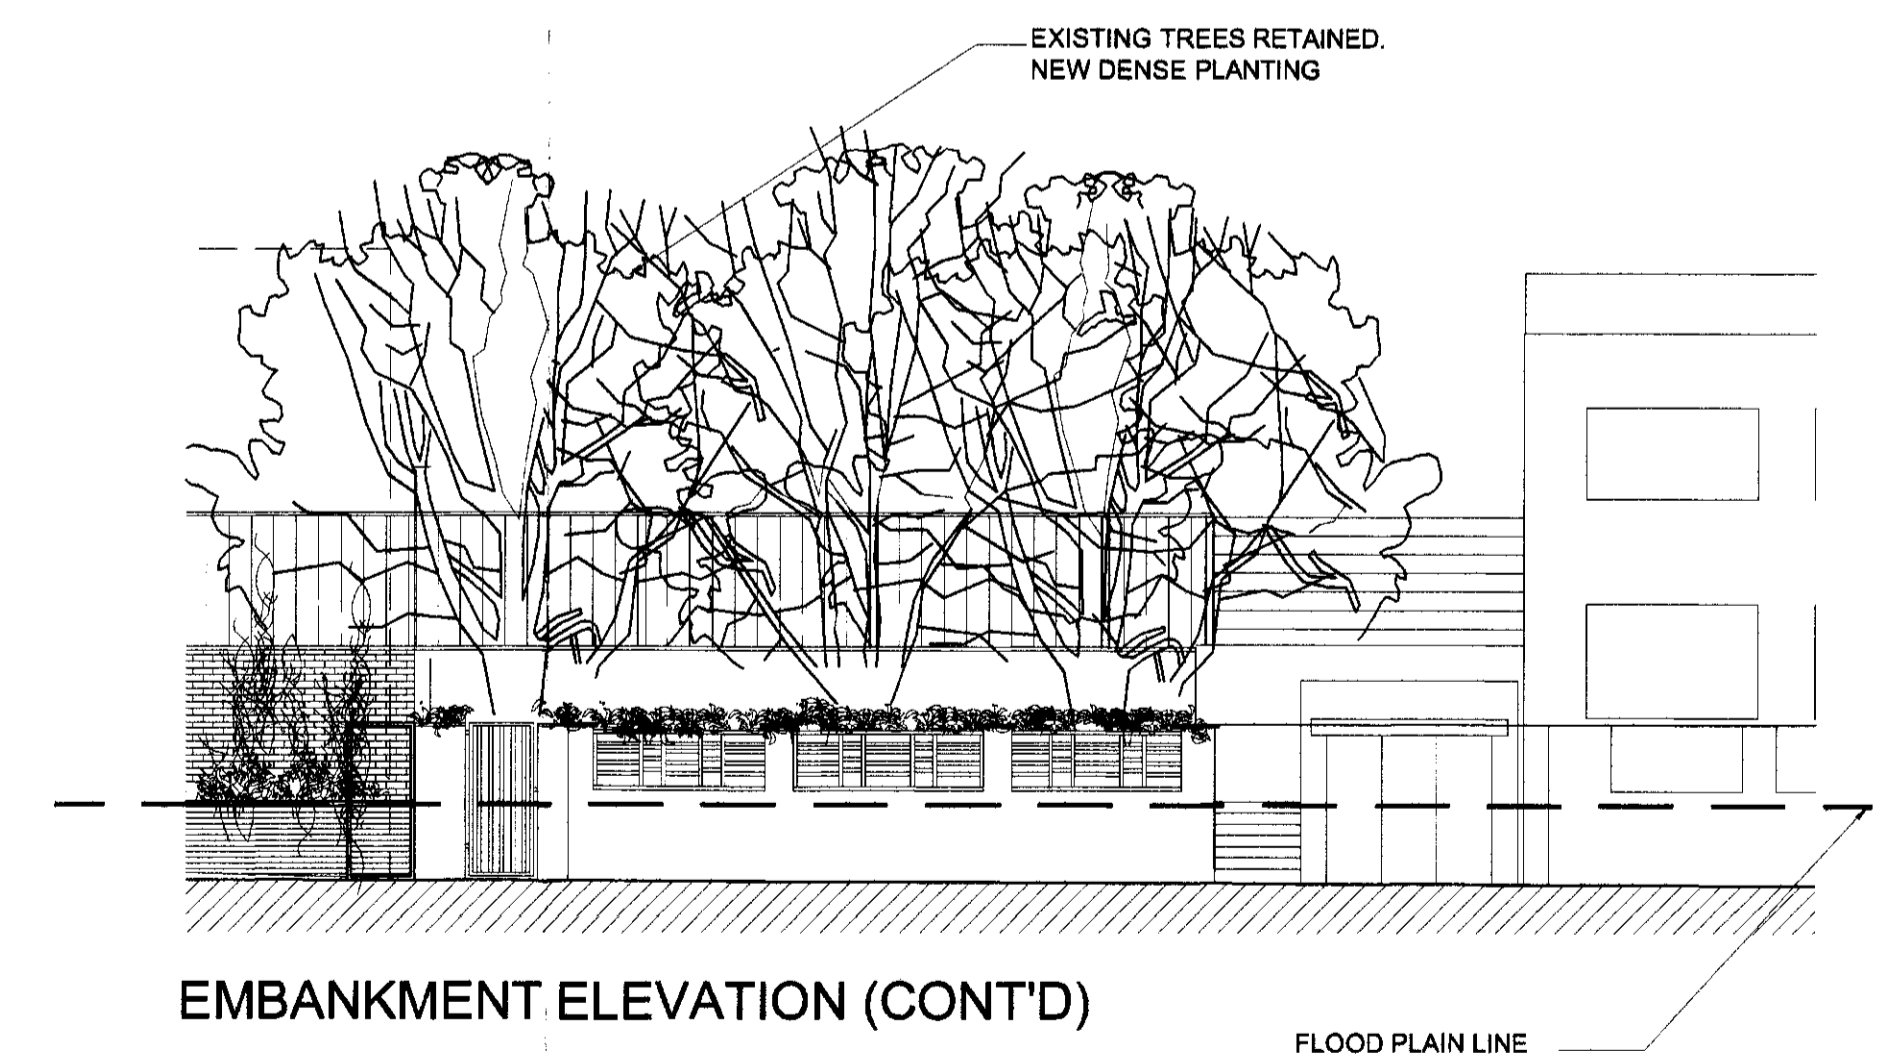 EXISTING TREES RETAINED.
NEW DENSE PLANTING
EMBANKMENT ELEVATION (CONT'D)
FLOOD PLAIN LINE